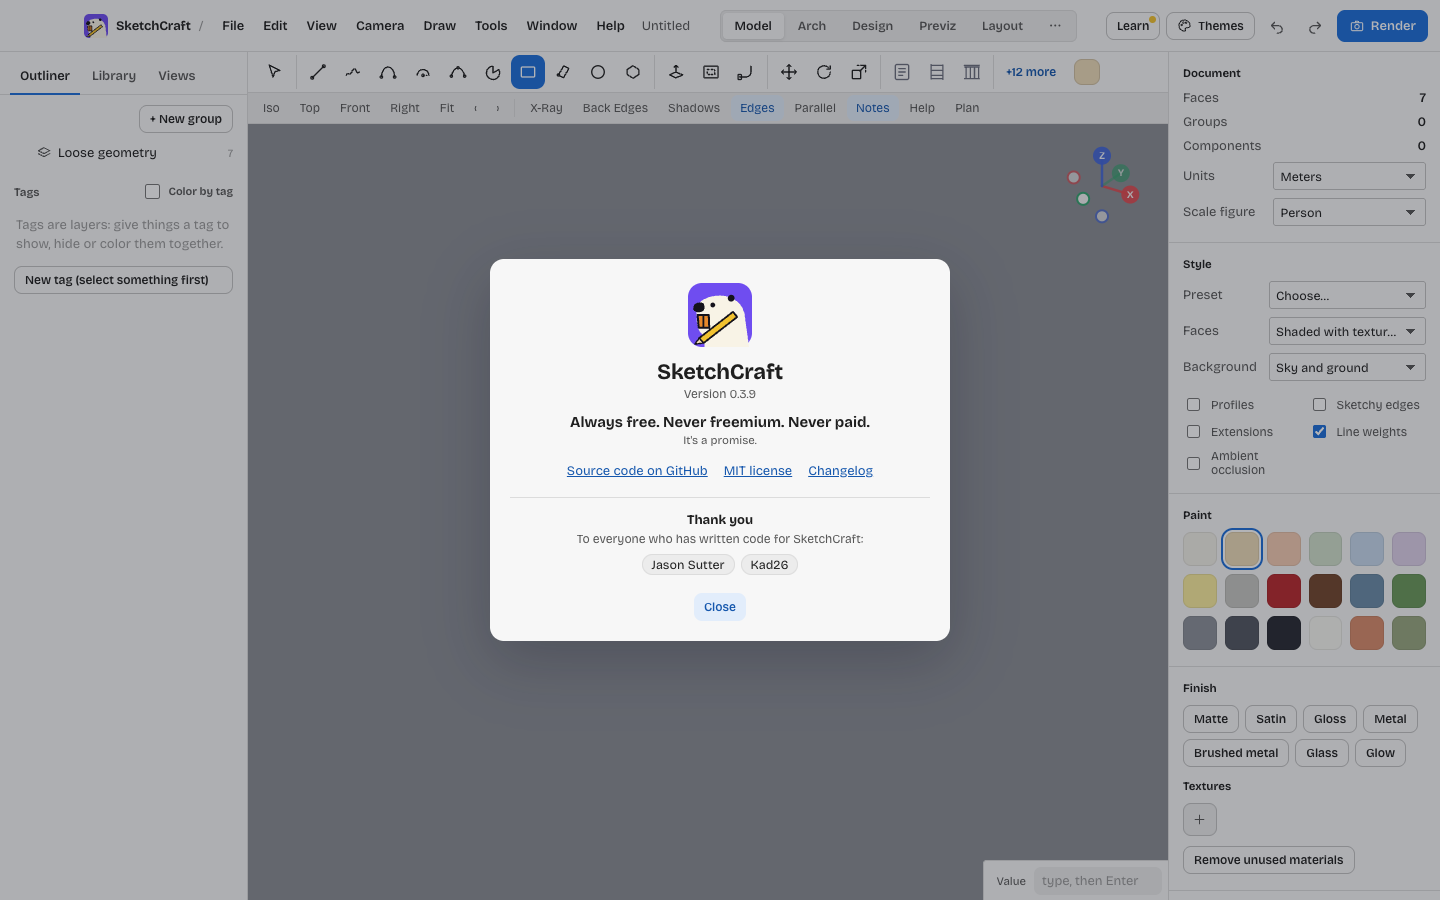 SketchCraft / File Edit View Camera Draw Tools Window Help Untitled Model Arch Design Previz Layout ··· Learn Themes Render
Outliner Library Views
+12 more
Iso Top Front Right Fit ‹ › X-Ray Back Edges Shadows Edges Parallel Notes Help Plan
+ New group
Loose geometry 7
Tags Color by tag
Tags are layers: give things a tag to
show, hide or color them together.
New tag (select something first)
Z
Y
X
SketchCraft
Version 0.3.9
Always free. Never freemium. Never paid.
It's a promise.
Source code on GitHub MIT license Changelog
Thank you
To everyone who has written code for SketchCraft:
Jason Sutter Kad26
Close
Value type, then Enter
Document
Faces 7
Groups 0
Components 0
Units Meters
Scale figure Person
Style
Preset Choose...
Faces Shaded with textur...
Background Sky and ground
Profiles Sketchy edges
Extensions Line weights
Ambient
occlusion
Paint
Finish
Matte Satin Gloss Metal
Brushed metal Glass Glow
Textures
+
Remove unused materials